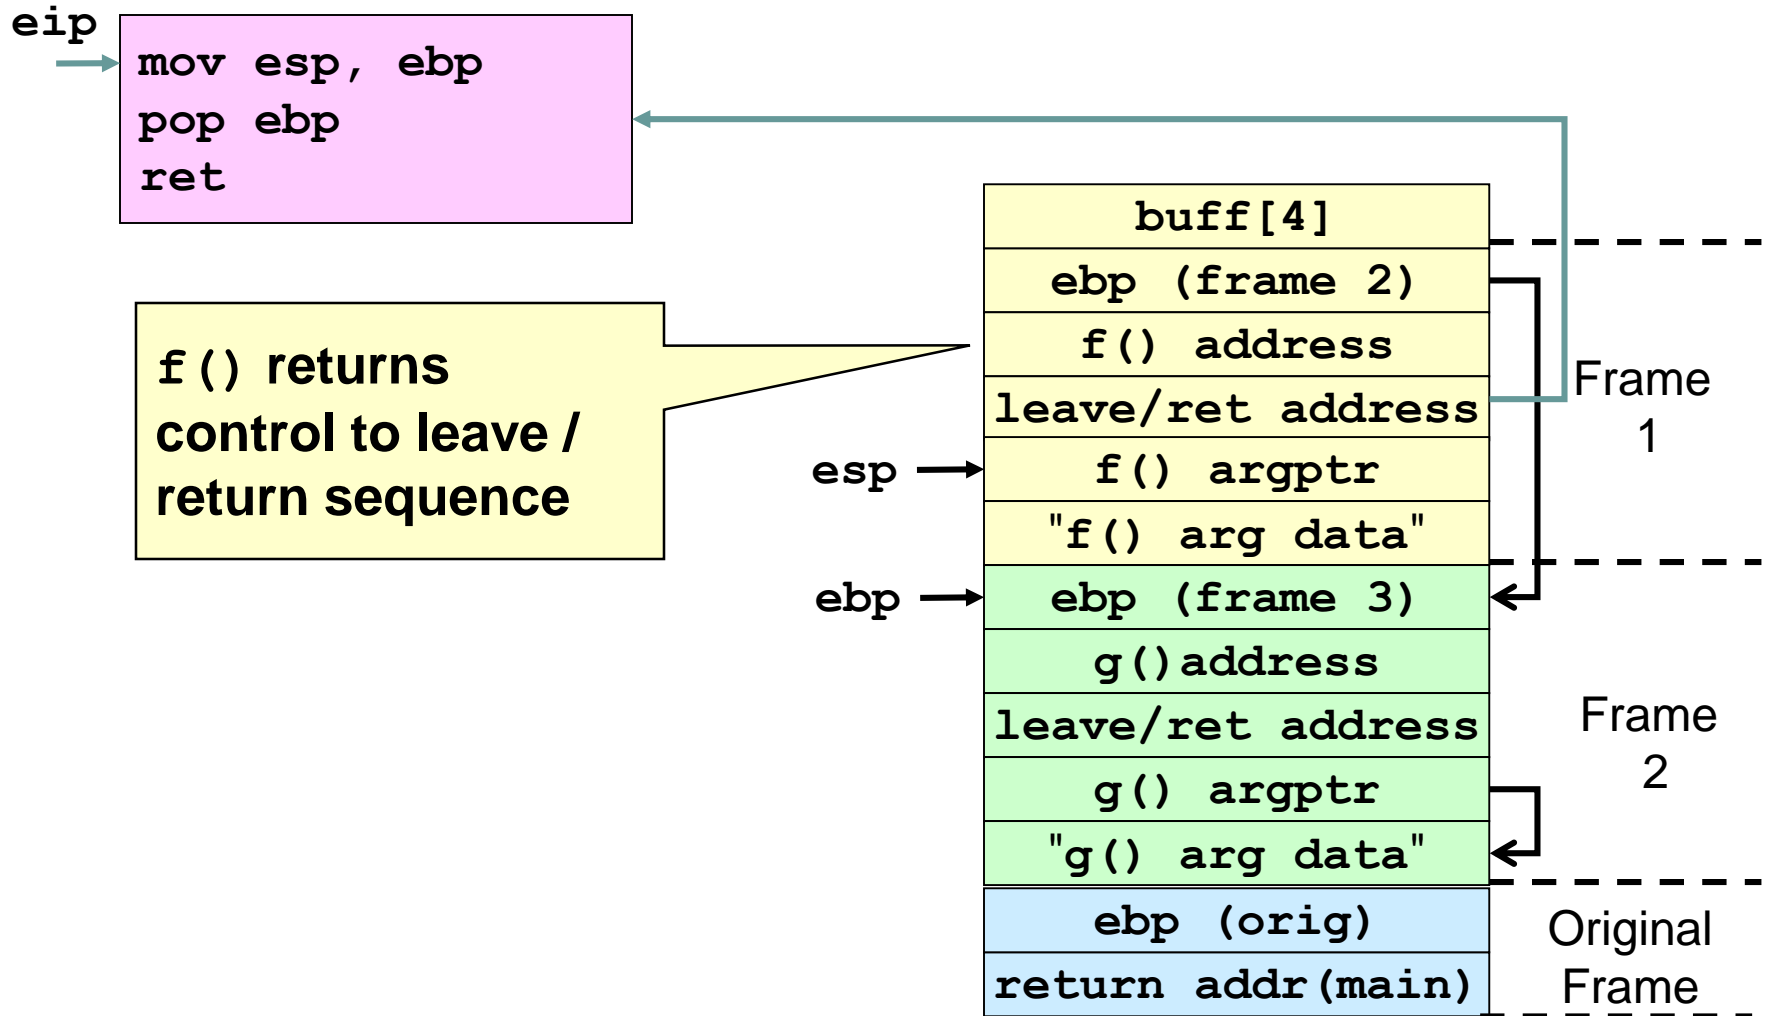 eip
mov esp, ebp
pop ebp
ret
buff[4]
ebp (frame 2)
f() address
leave/ret address
f() argptr
"f() arg data"
ebp (frame 3)
g()address
leave/ret address
g() argptr
"g() arg data"
ebp (orig)
return addr(main)
f() returns
control to leave /
return sequence
esp
ebp
Frame
1
Frame
2
Original
Frame